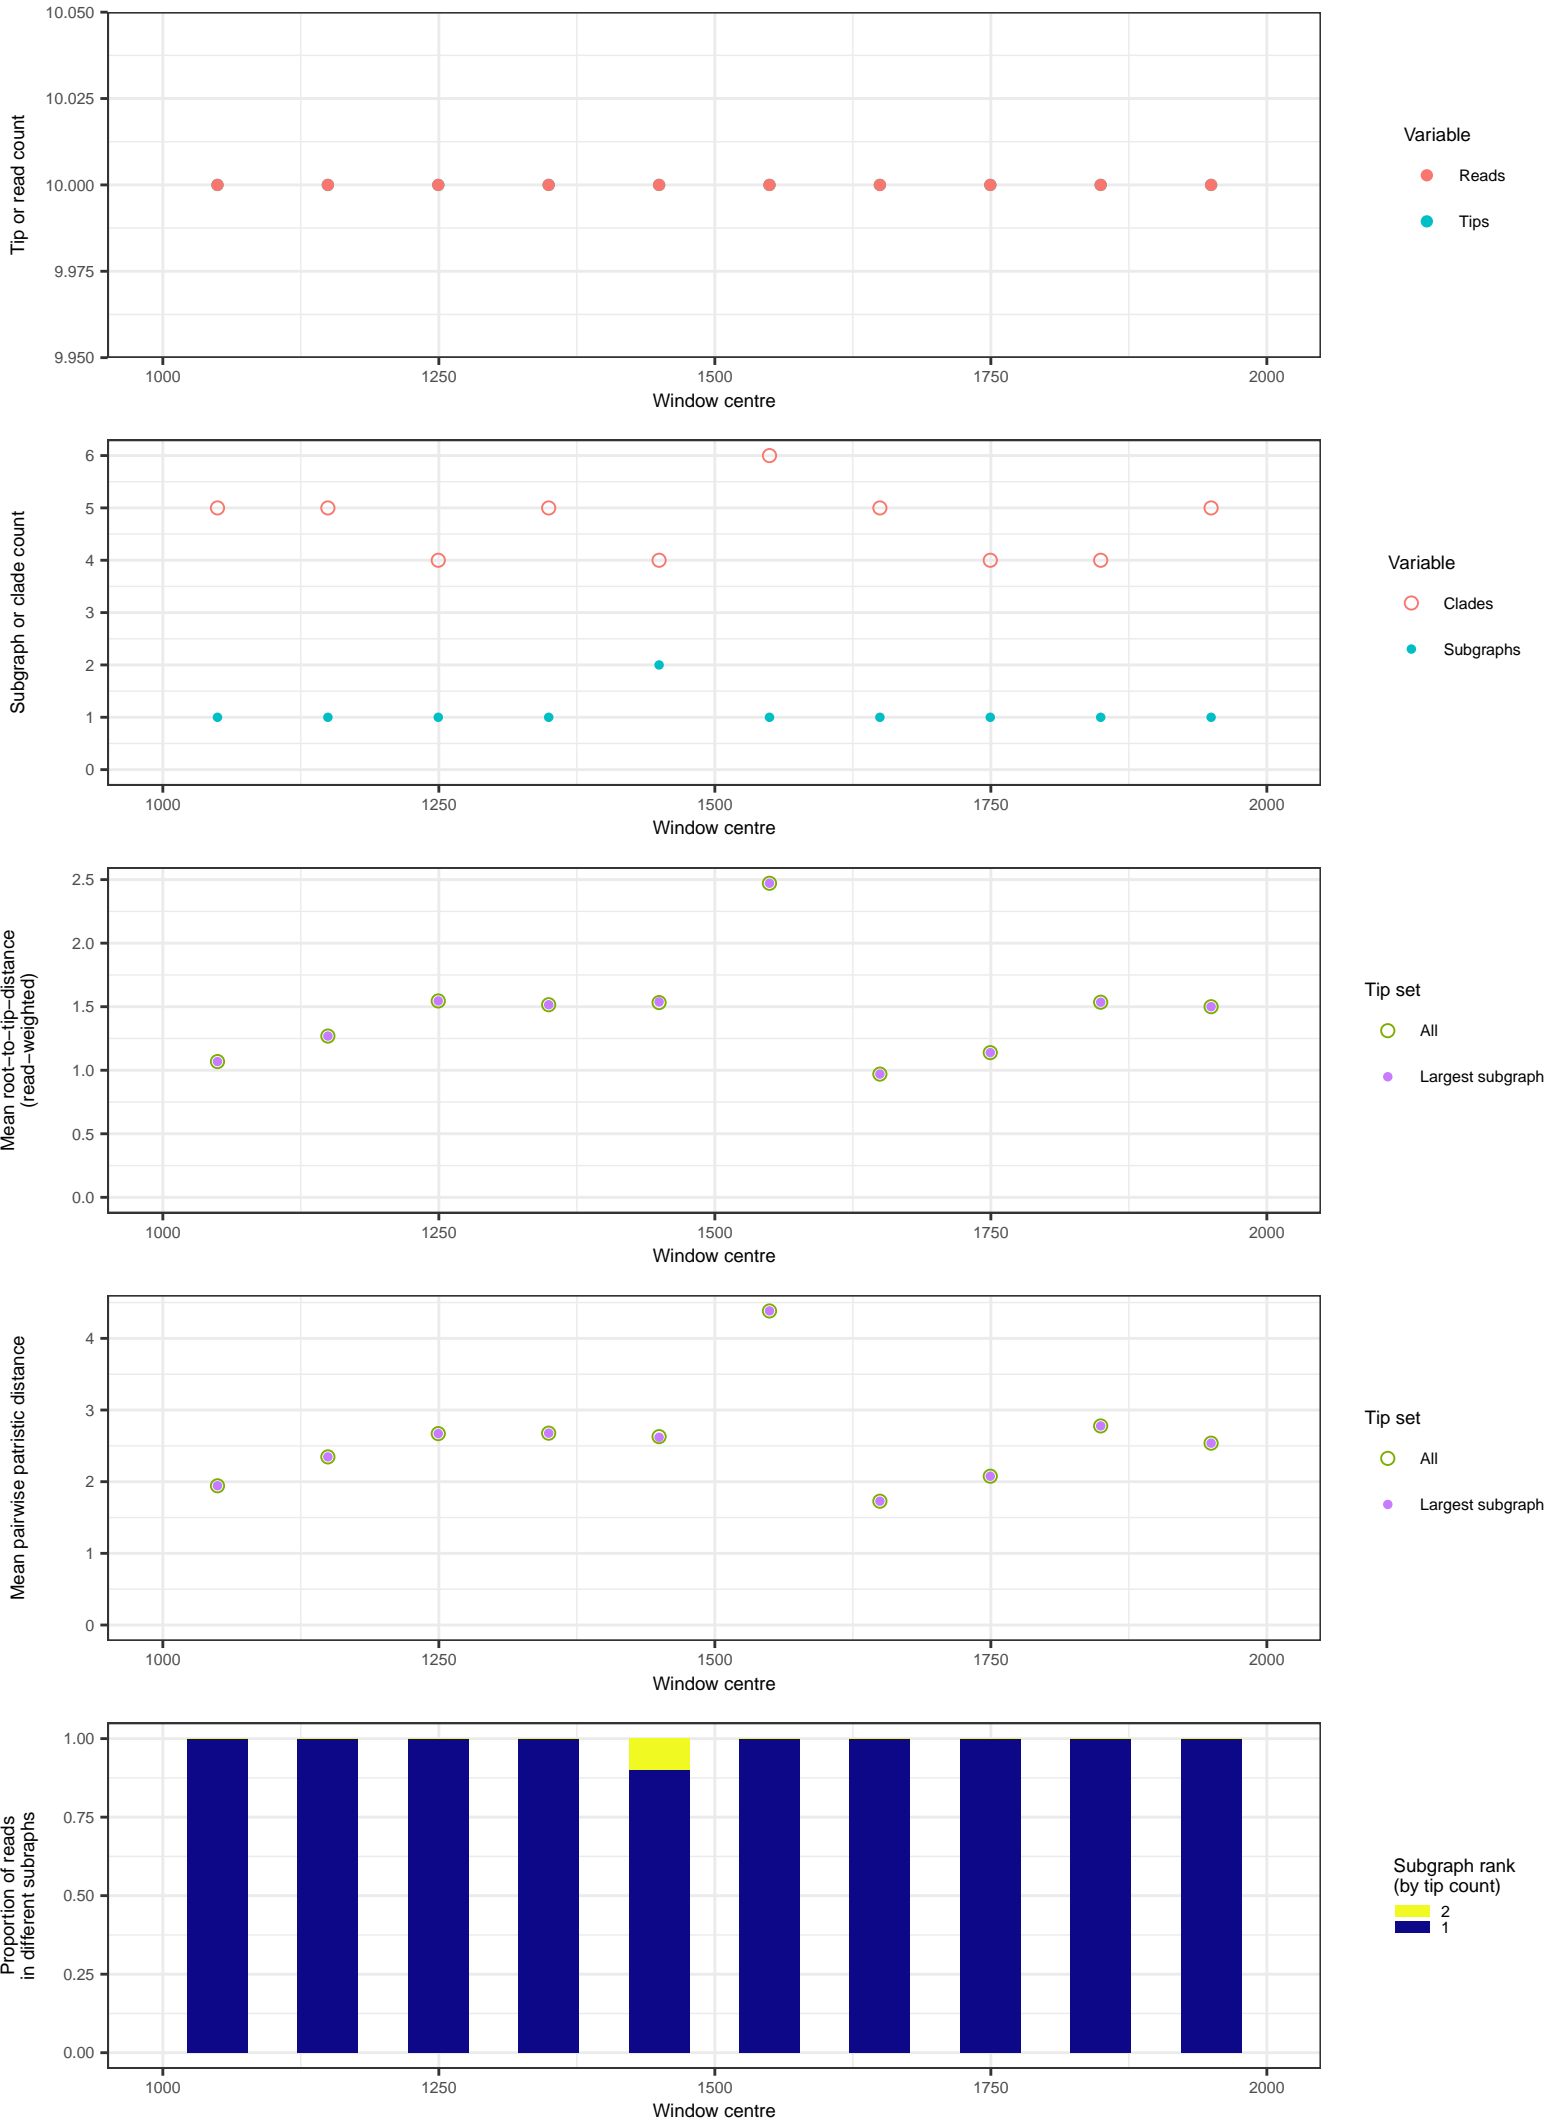 10.050
10.025
10.000
9.975
9.950
Tip or read count
1000 1250 1500 1750 2000
Window centre
Variable
Reads
Tips
6
5
4
3
2
1
0
Subgraph or clade count
1000 1250 1500 1750 2000
Window centre
Variable
Clades
Subgraphs
2.5
2.0
1.5
1.0
0.5
0.0
Mean root−to−tip−distance
(read−weighted)
1000 1250 1500 1750 2000
Window centre
Tip set
All
Largest subgraph
4
3
2
1
0
Mean pairwise patristic distance
1000 1250 1500 1750 2000
Window centre
Tip set
All
Largest subgraph
1.00
0.75
0.50
0.25
0.00
Proportion of reads
in different subraphs
1000 1250 1500 1750 2000
Window centre
Subgraph rank
(by tip count)
2
1